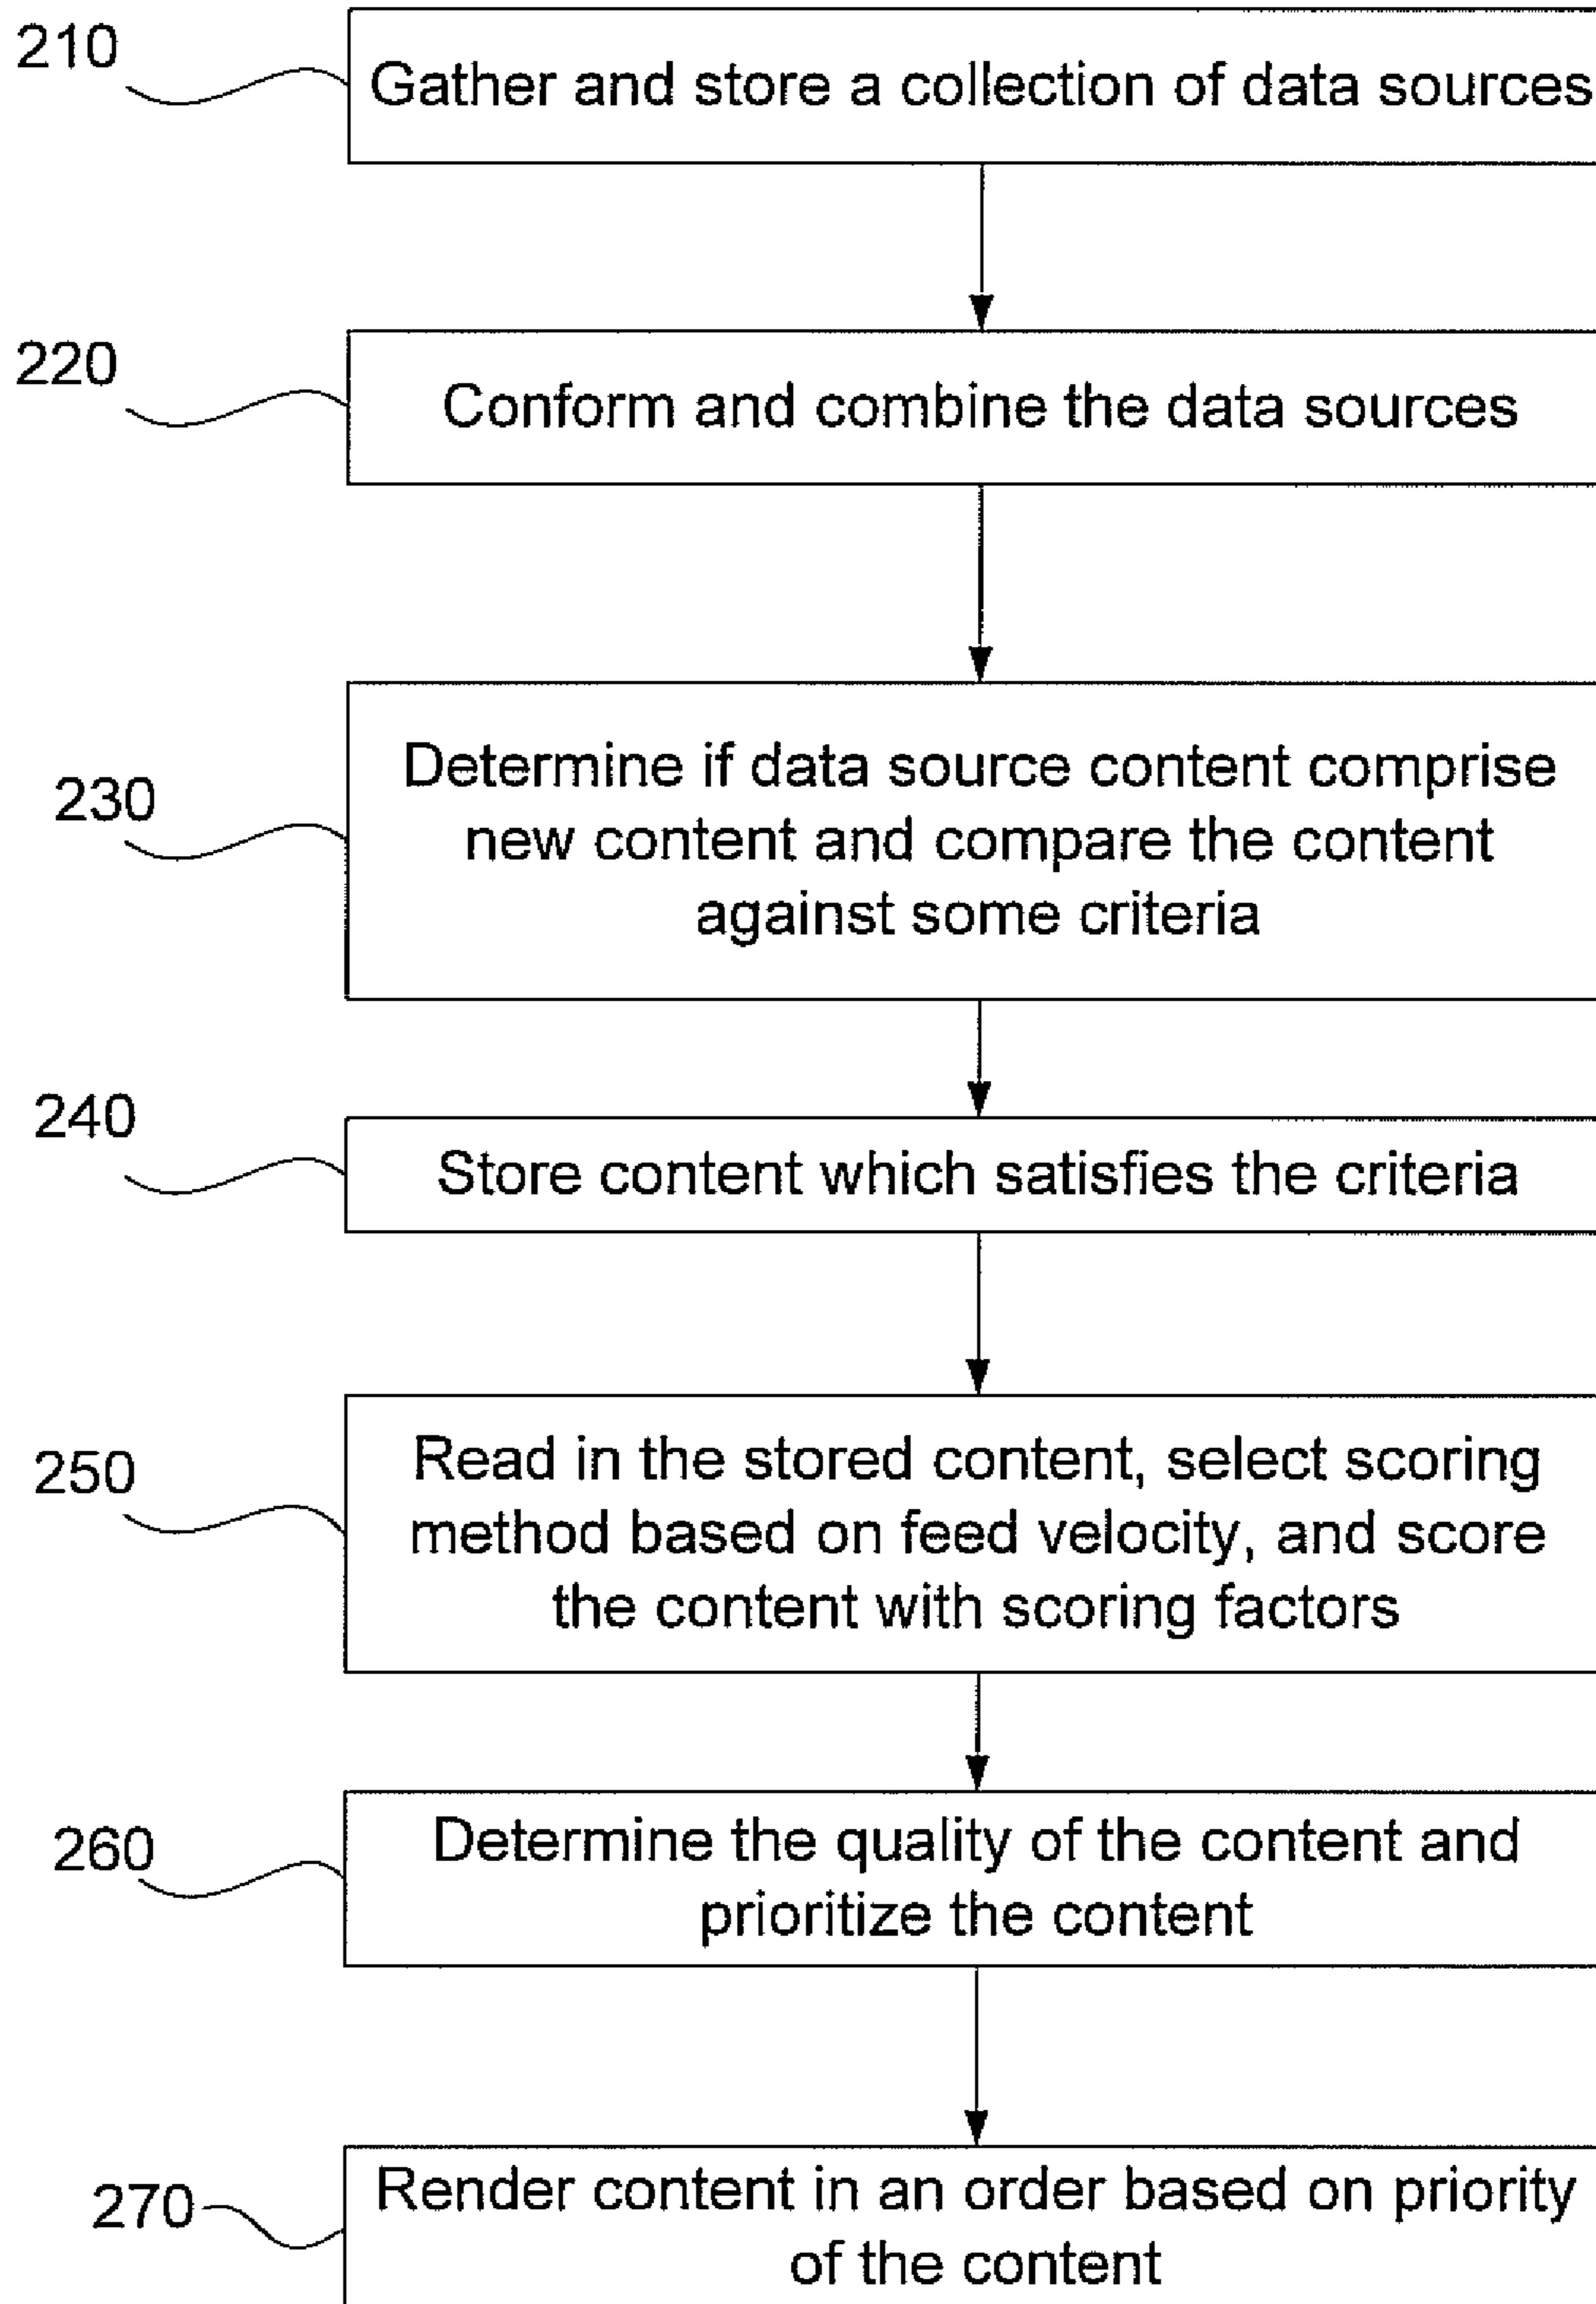 210
Gather and store a collection of data sources
220
Conform and combine the data sources
230
Determine if data source content comprise
new content and compare the content
against some criteria
240
Store content which satisfies the criteria
250
Read in the stored content, select scoring
method based on feed velocity, and score
the content with scoring factors
260
Determine the quality of the content and
prioritize the content
270
Render content in an order based on priority
of the content